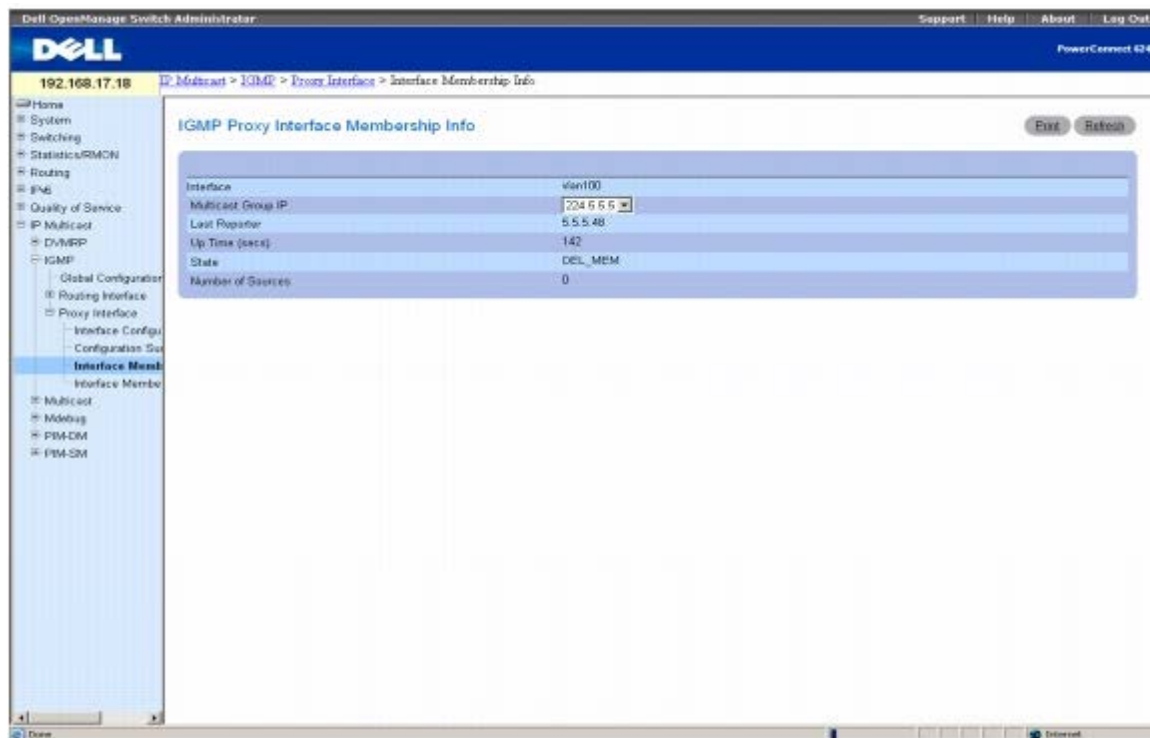 Dell OpenManage Switch Administrator
Support Help About Log Out
DELL
PowerConnect 624
192.168.17.18
IP Multicast > IGMP > Proxy Interface > Interface Membership Info
Home
System
Switching
Statistics/RMON
Routing
IPv6
Quality of Service
IP Multicast
DVMRP
IGMP
Global Configuration
Routing Interface
Proxy Interface
Interface Configu
Configuration Su
Interface Memb
Interface Membe
Multicast
Mdebug
PIM-DM
PIM-SM
IGMP Proxy Interface Membership Info
Print Refresh
Interface vlan100
Multicast Group IP 224.5.5.5
Last Reporter 5.5.5.48
Up Time (secs) 142
State DEL_MEM
Number of Sources 0
Done
Internet